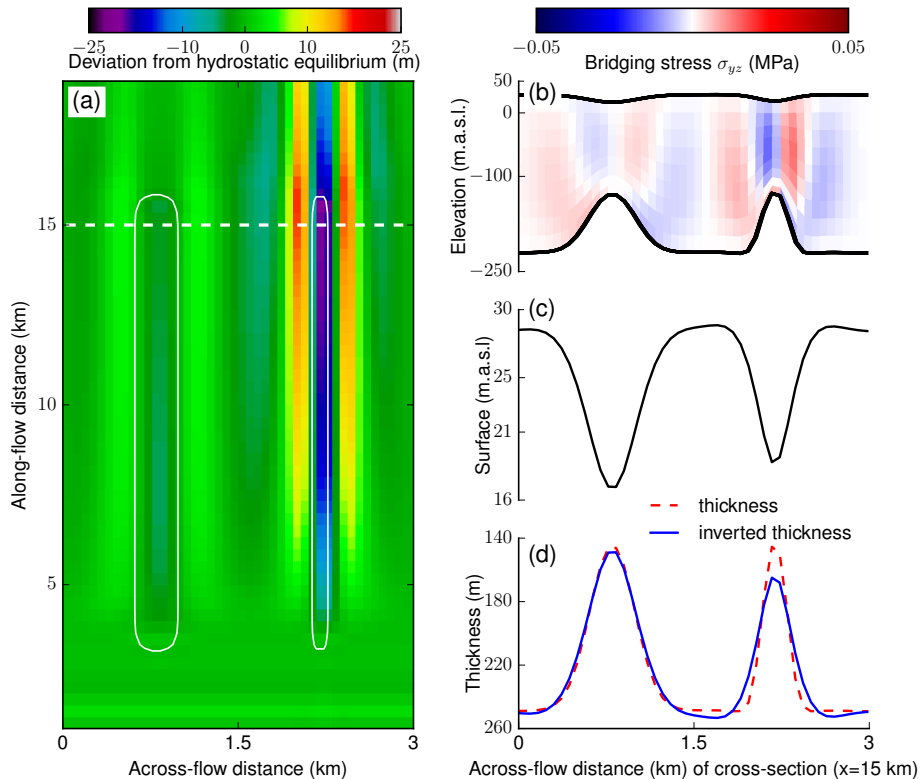 −25 −10 0 10 25
Deviation from hydrostatic equilibrium (m)
(a)
15
10
5
Along-flow distance (km)
0 1.5 3
Across-flow distance (km)
−0.05 0.05
Bridging stress σyz (MPa)
50
(b)
0
−100
−250
Elevation (m.a.s.l.)
30
(c)
25
21
16
Surface (m.a.s.l)
thickness
inverted thickness
140
(d)
180
220
260
Thickness (m)
0 1.5 3
Across-flow distance (km) of cross-section (x=15 km)